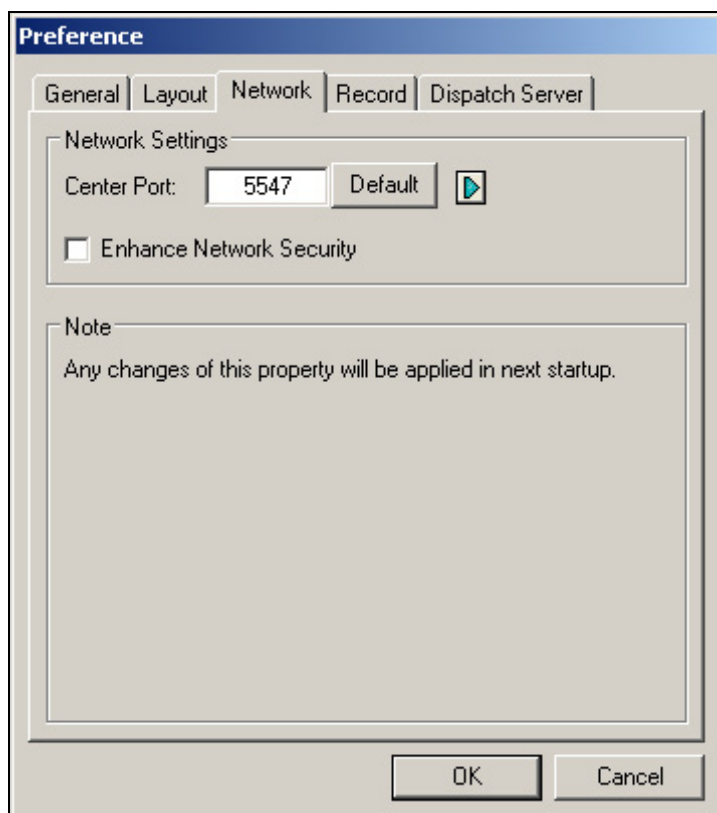 Preference
General Layout Network Record Dispatch Server
Network Settings
Center Port: 5547 Default
Enhance Network Security
Note
Any changes of this property will be applied in next startup.
OK Cancel